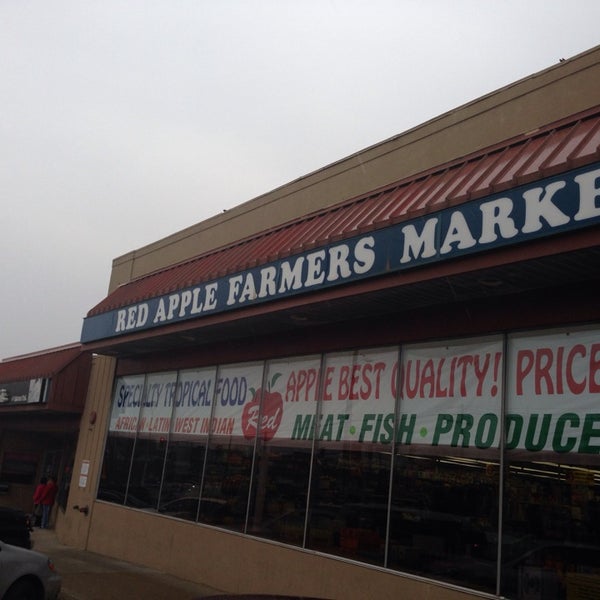 RED APPLE FARMERS MARKE
SPECIALTY TROPICAL FOOD
AFRICAN · LATIN · WEST INDIAN
Red
APPLE BEST QUALITY! PRICE
MEAT · FISH · PRODUCE